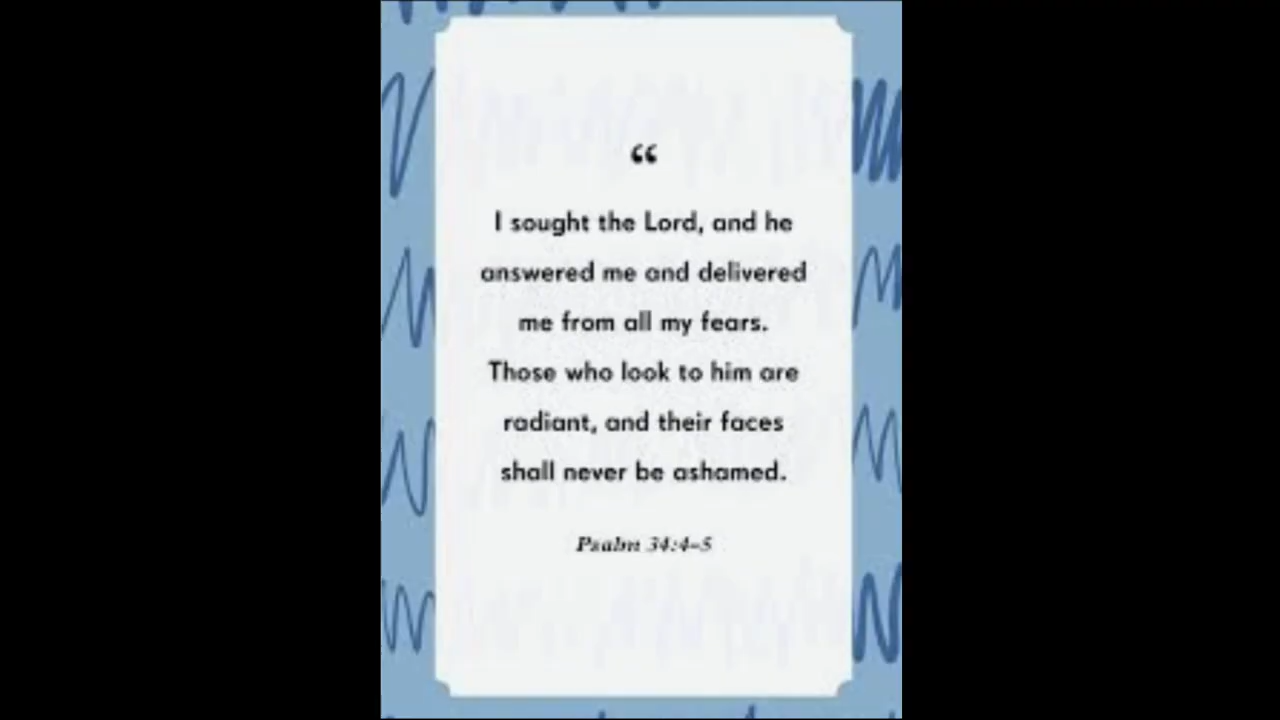 “
I sought the Lord, and he
answered me and delivered
me from all my fears.
Those who look to him are
radiant, and their faces
shall never be ashamed.
Psalm 34:4–5